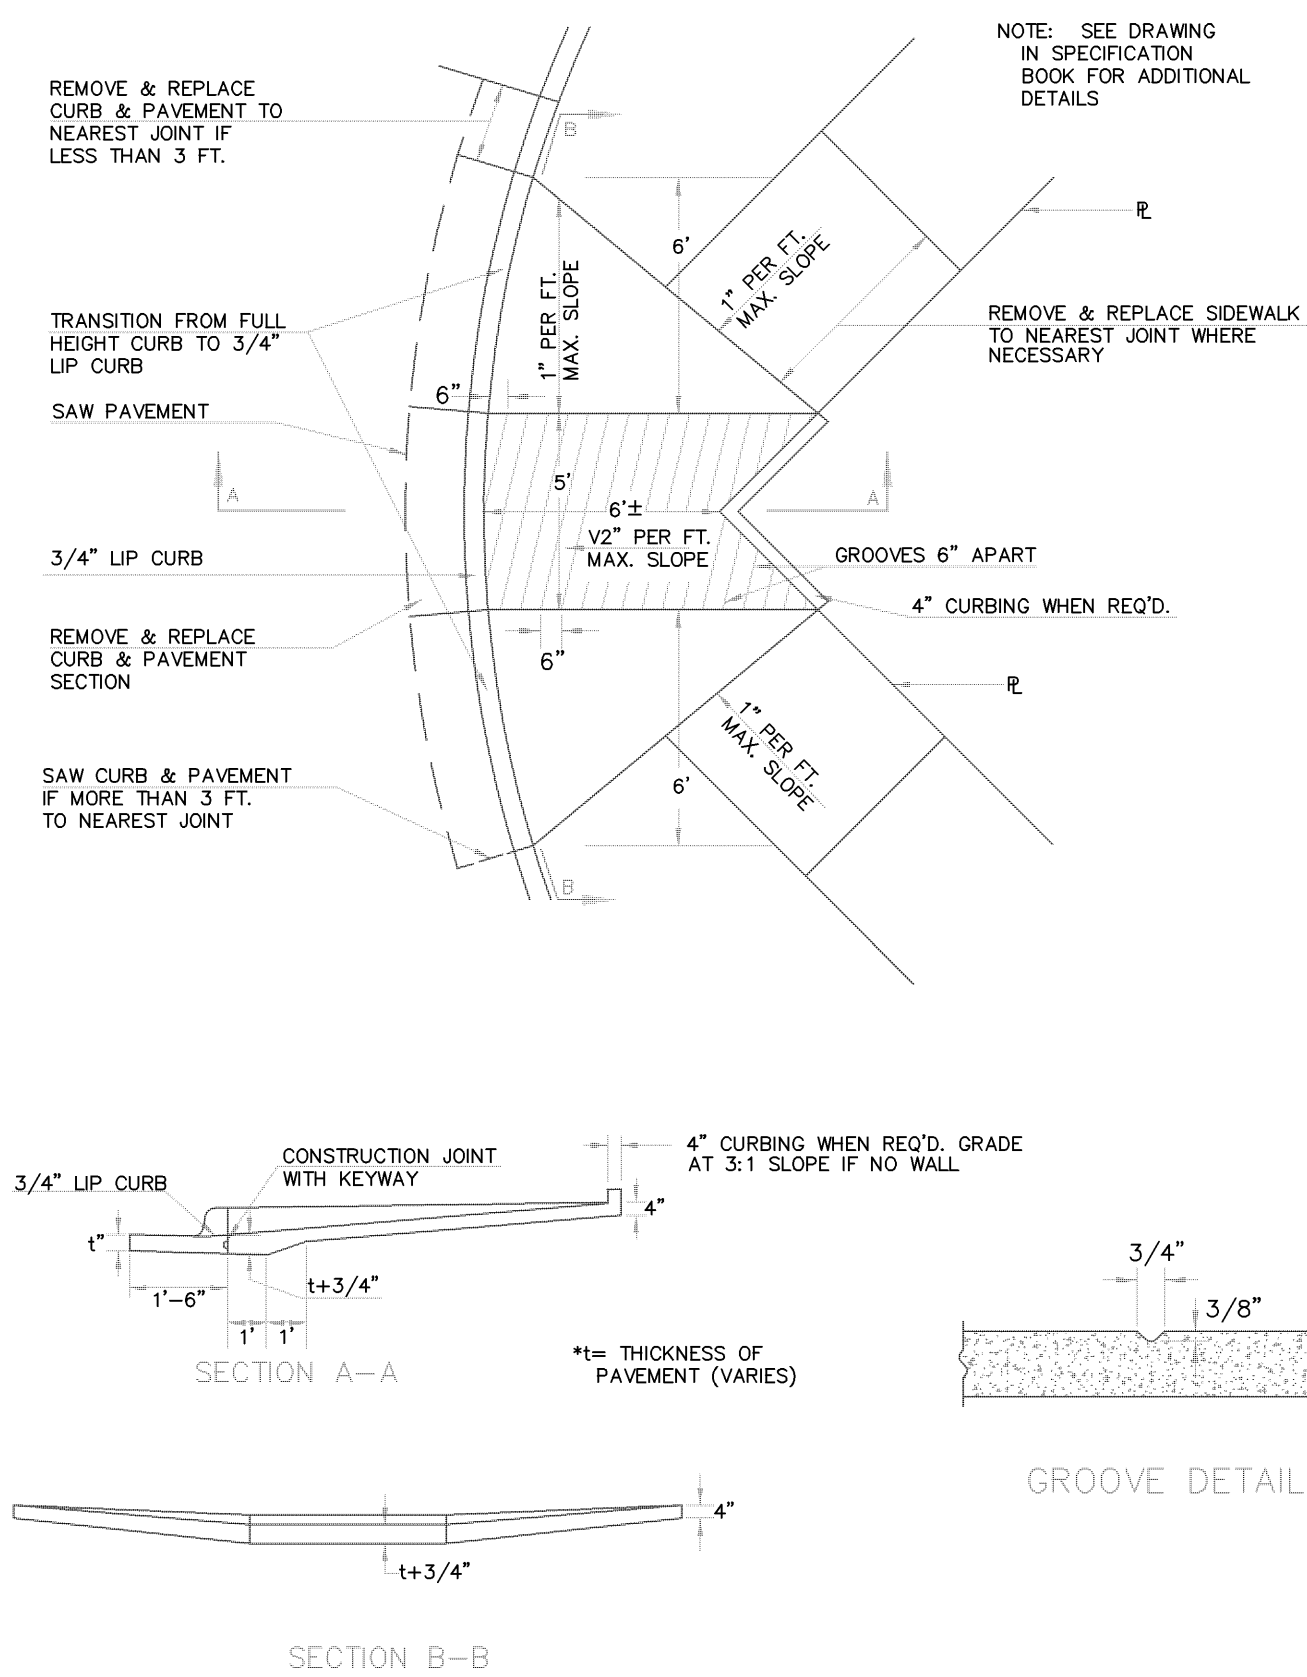 NOTE: SEE DRAWING
IN SPECIFICATION
BOOK FOR ADDITIONAL
DETAILS
REMOVE & REPLACE
CURB & PAVEMENT TO
NEAREST JOINT IF
LESS THAN 3 FT.
B
℄
6'
1" PER FT.
MAX. SLOPE
1" PER FT.
MAX. SLOPE
REMOVE & REPLACE SIDEWALK
TO NEAREST JOINT WHERE
NECESSARY
TRANSITION FROM FULL
HEIGHT CURB TO 3/4"
LIP CURB
6"
SAW PAVEMENT
A
5'
6'±
A
V2" PER FT.
MAX. SLOPE
3/4" LIP CURB
GROOVES 6" APART
4" CURBING WHEN REQ'D.
REMOVE & REPLACE
CURB & PAVEMENT
SECTION
6"
℄
1" PER FT.
MAX. SLOPE
SAW CURB & PAVEMENT
IF MORE THAN 3 FT.
TO NEAREST JOINT
6'
B
CONSTRUCTION JOINT
WITH KEYWAY
4" CURBING WHEN REQ'D. GRADE
AT 3:1 SLOPE IF NO WALL
3/4" LIP CURB
4"
t"
t+3/4"
1'-6"
1'
1'
SECTION A-A
*t= THICKNESS OF
PAVEMENT (VARIES)
3/4"
3/8"
GROOVE DETAIL
4"
t+3/4"
SECTION B-B